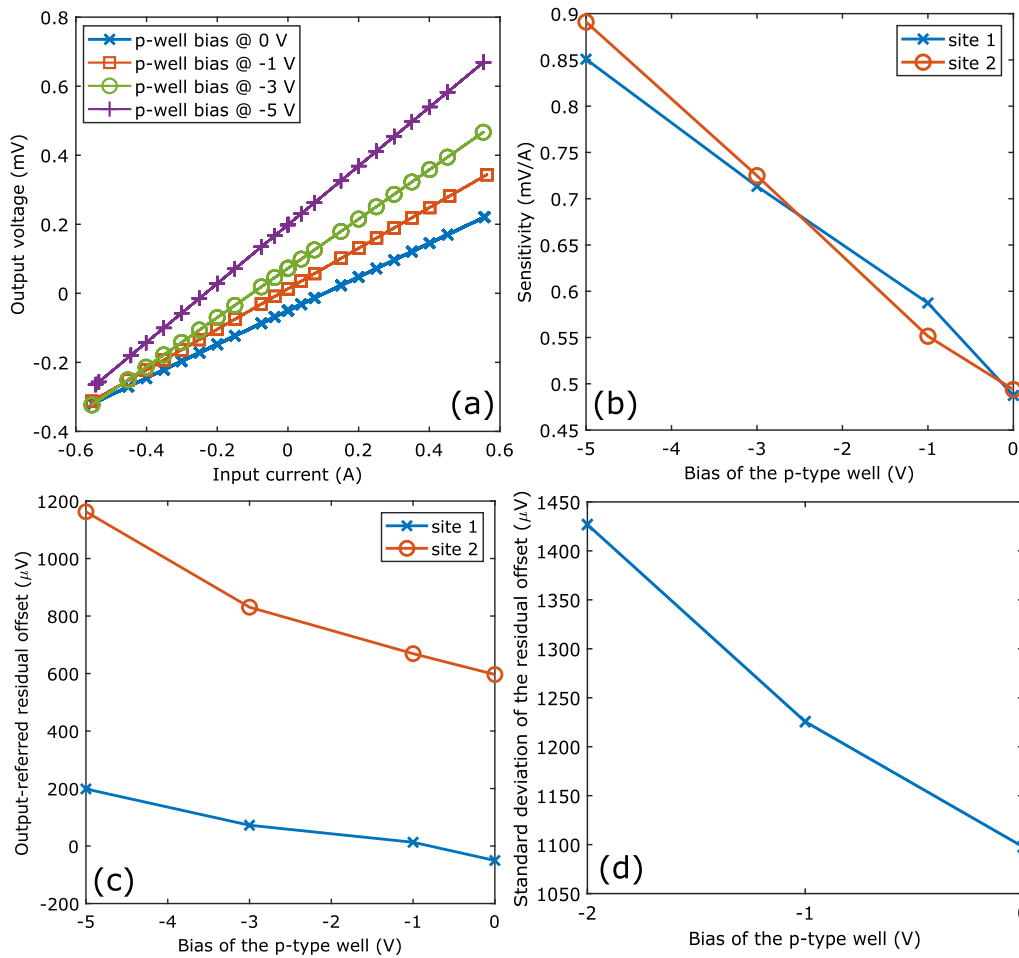 0.8
0.6
0.4
0.2
0
-0.2
-0.4
Output voltage (mV)
p-well bias @ 0 V
p-well bias @ -1 V
p-well bias @ -3 V
p-well bias @ -5 V
(a)
-0.6 -0.4 -0.2 0 0.2 0.4 0.6
Input current (A)
0.9
0.85
0.8
0.75
0.7
0.65
0.6
0.55
0.5
0.45
Sensitivity (mV/A)
site 1
site 2
(b)
-5 -4 -3 -2 -1 0
Bias of the p-type well (V)
1200
1000
800
600
400
200
0
-200
Output-referred residual offset (μV)
site 1
site 2
(c)
-5 -4 -3 -2 -1 0
Bias of the p-type well (V)
1450
1400
1350
1300
1250
1200
1150
1100
1050
Standard deviation of the residual offset (μV)
(d)
-2 -1 0
Bias of the p-type well (V)